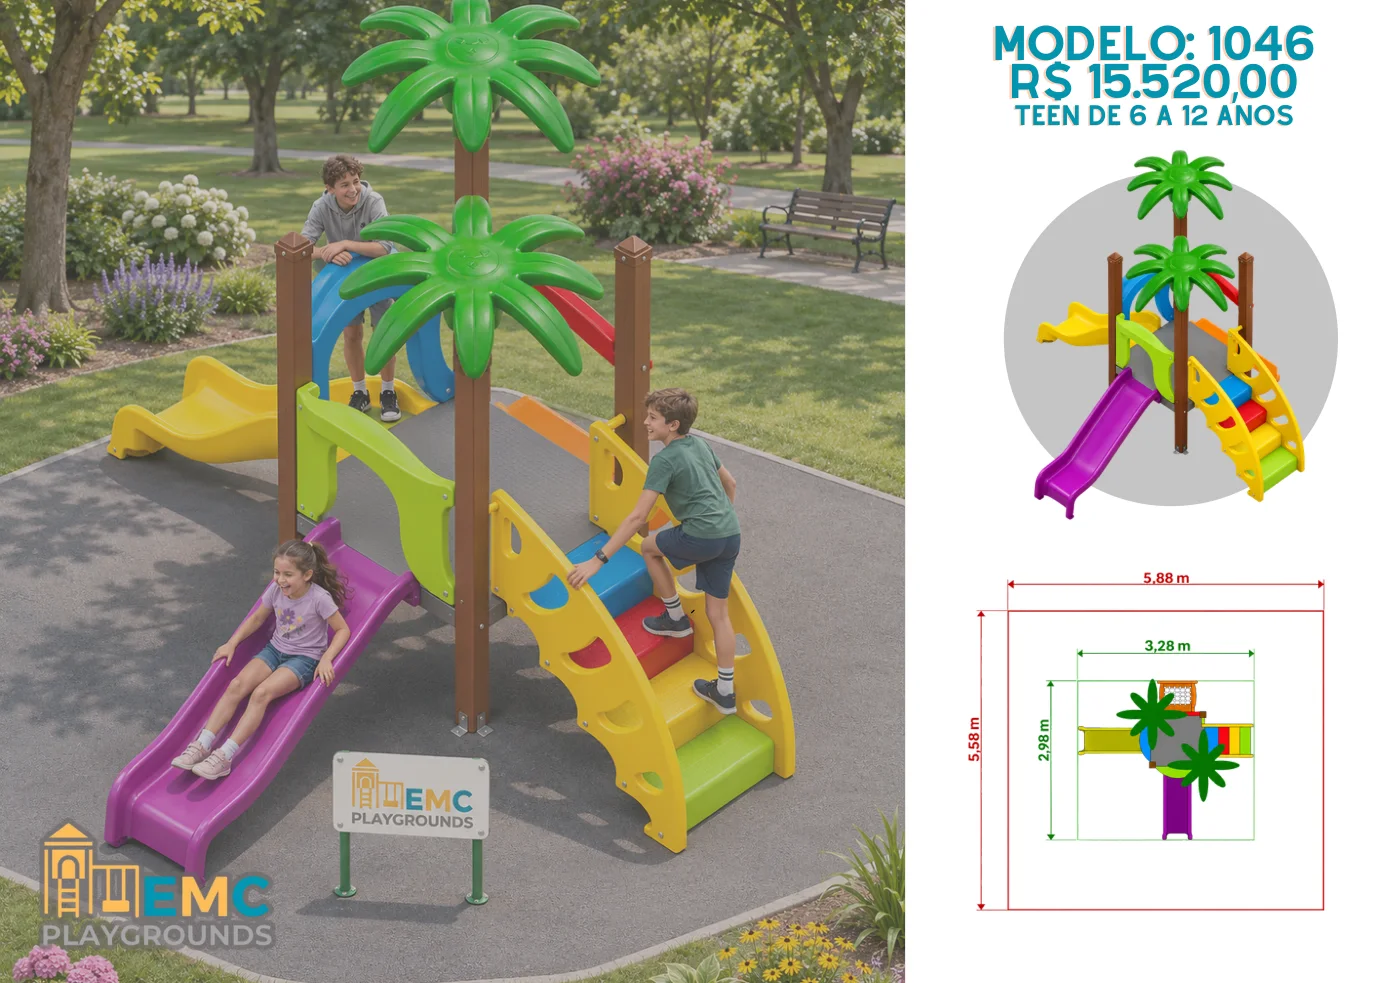 MODELO: 1046
R$ 15.520,00
TEEN DE 6 A 12 ANOS
EMC
PLAYGROUNDS
EMC
PLAYGROUNDS
5,88 m
3,28 m
5,58 m
2,98 m